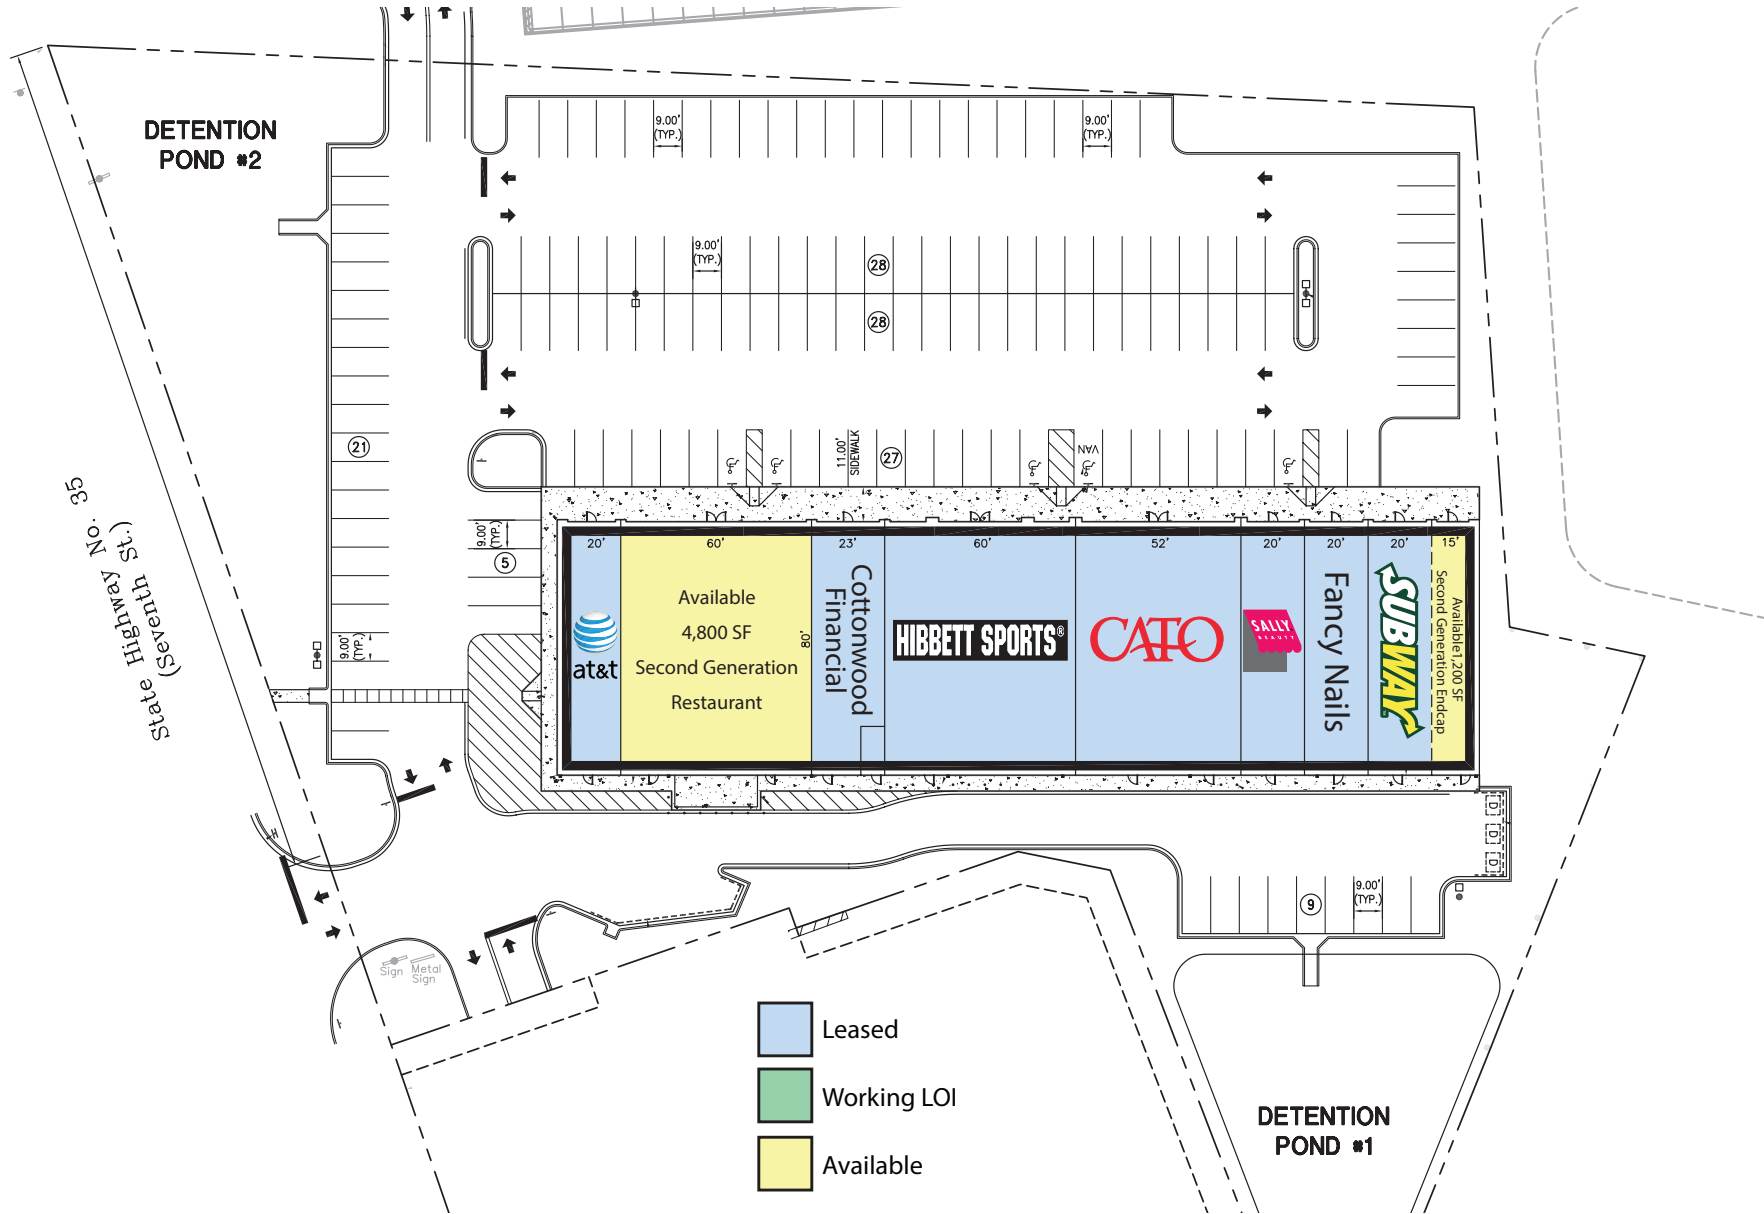 DETENTION
POND #2
9.00'
(TYP.)
9.00'
(TYP.)
9.00'
(TYP.)
28
28
21
27
11.00'
SIDEWALK
VAN
State Highway No. 35
(Seventh St.)
9.00'
(TYP.)
5
9.00'
(TYP.)
20'
60'
23'
60'
52'
20'
20'
20'
15'
80'
at&t
Available
4,800 SF
Second Generation
Restaurant
Cottonwood
Financial
HIBBETT SPORTS®
CATO
SALLY
BEAUTY
Fancy Nails
SUBWAY
Available1,200 SF
Second Generation Endcap
D
D
D
9
9.00'
(TYP.)
Sign
Metal
Sign
Leased
Working LOI
Available
DETENTION
POND #1